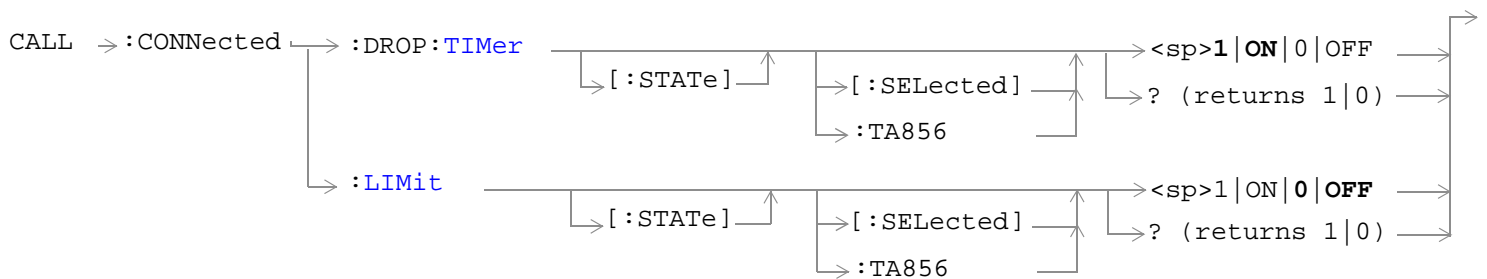 CALL :CONNected :DROP:TIMer <sp>1|ON|0|OFF
[:STATe] [:SELected] ? (returns 1|0)
:TA856
:LIMit <sp>1|ON|0|OFF
[:STATe] [:SELected] ? (returns 1|0)
:TA856